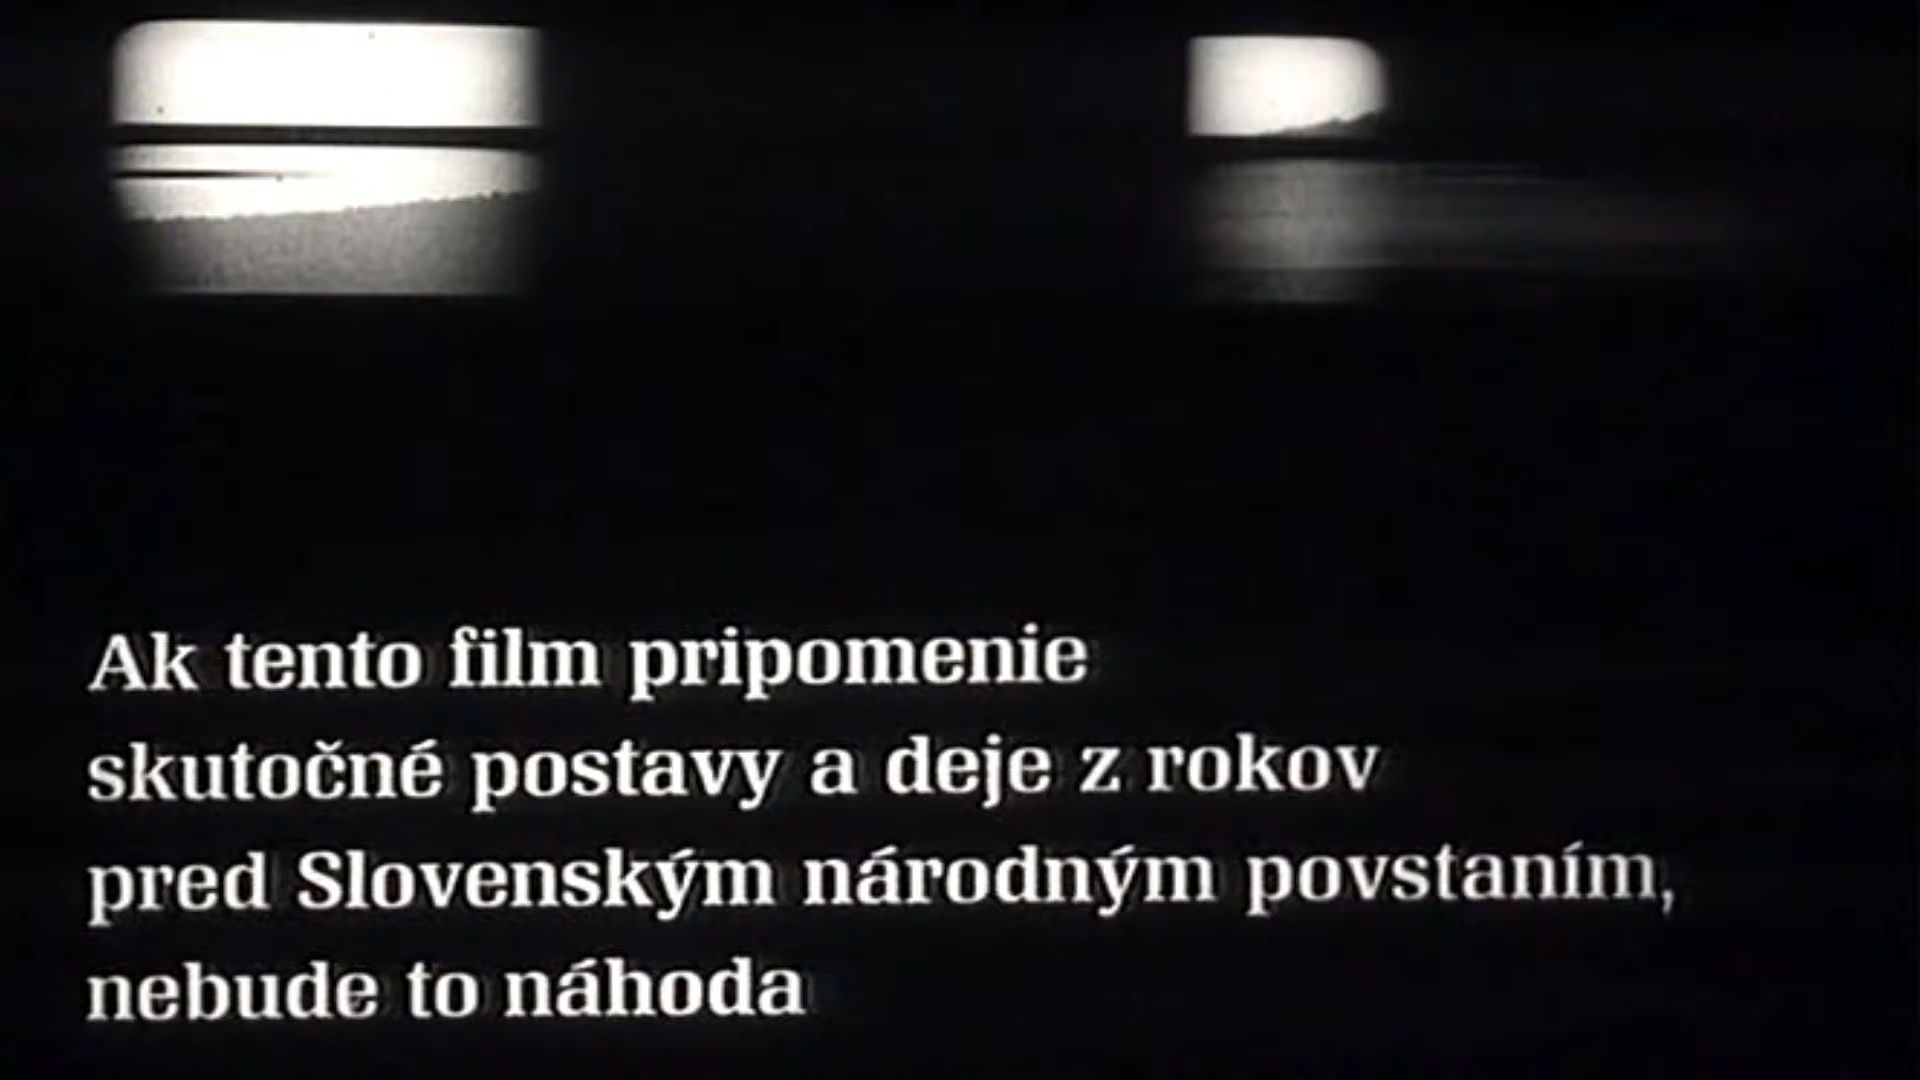 Ak tento film pripomenie
skutočné postavy a deje z rokov
pred Slovenským národným povstaním,
nebude to náhoda